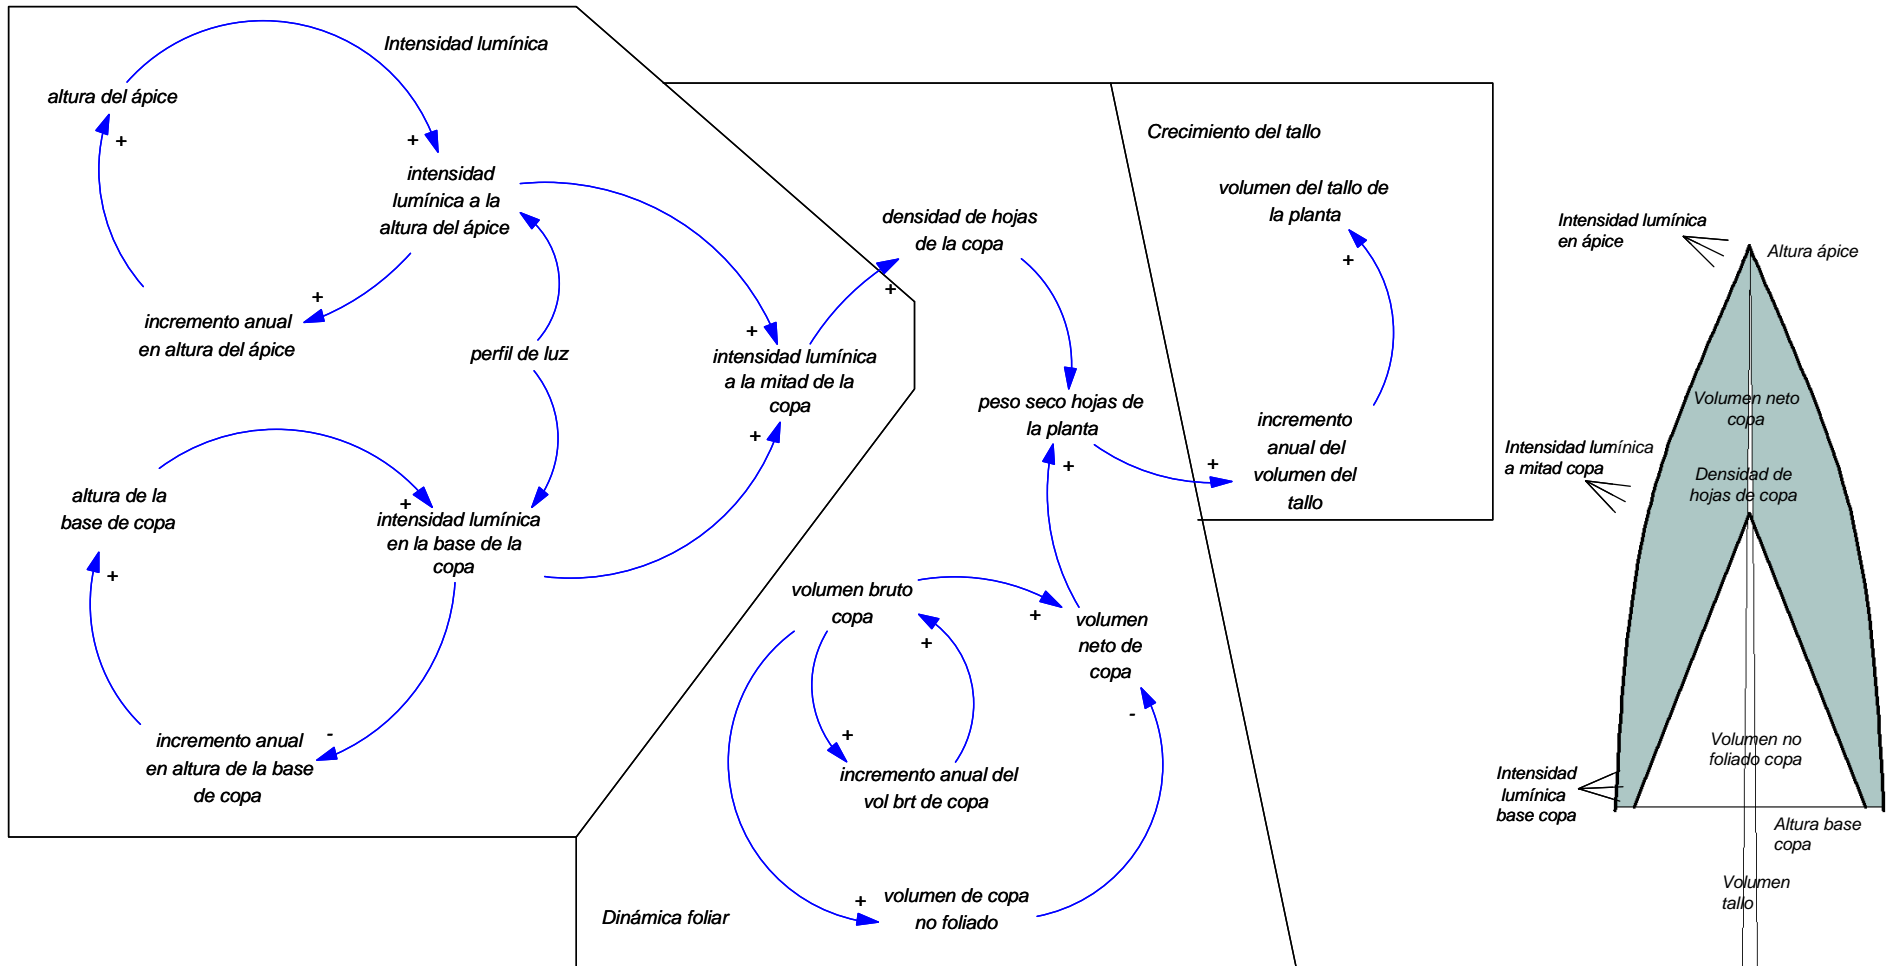 Intensidad lumínica
altura del ápice
+
+
intensidad
lumínica a la
altura del ápice
+
incremento anual
en altura del ápice
perfil de luz
+
intensidad lumínica
a la mitad de la
copa
+
altura de la
base de copa
+
intensidad lumínica
en la base de la
copa
+
-
incremento anual
en altura de la base
de copa
densidad de hojas
de la copa
+
peso seco hojas de
la planta
+
volumen bruto
copa
+
+
volumen
neto de
copa
-
+
incremento anual del
vol brt de copa
+
volumen de copa
no foliado
Dinámica foliar
Crecimiento del tallo
volumen del tallo de
la planta
+
incremento
anual del
volumen del
tallo
+
Intensidad lumínica
en ápice
Altura ápice
Volumen neto
copa
Intensidad lumínica
a mitad copa
Densidad de
hojas de copa
Volumen no
foliado copa
Intensidad
lumínica
base copa
Altura base
copa
Volumen
tallo